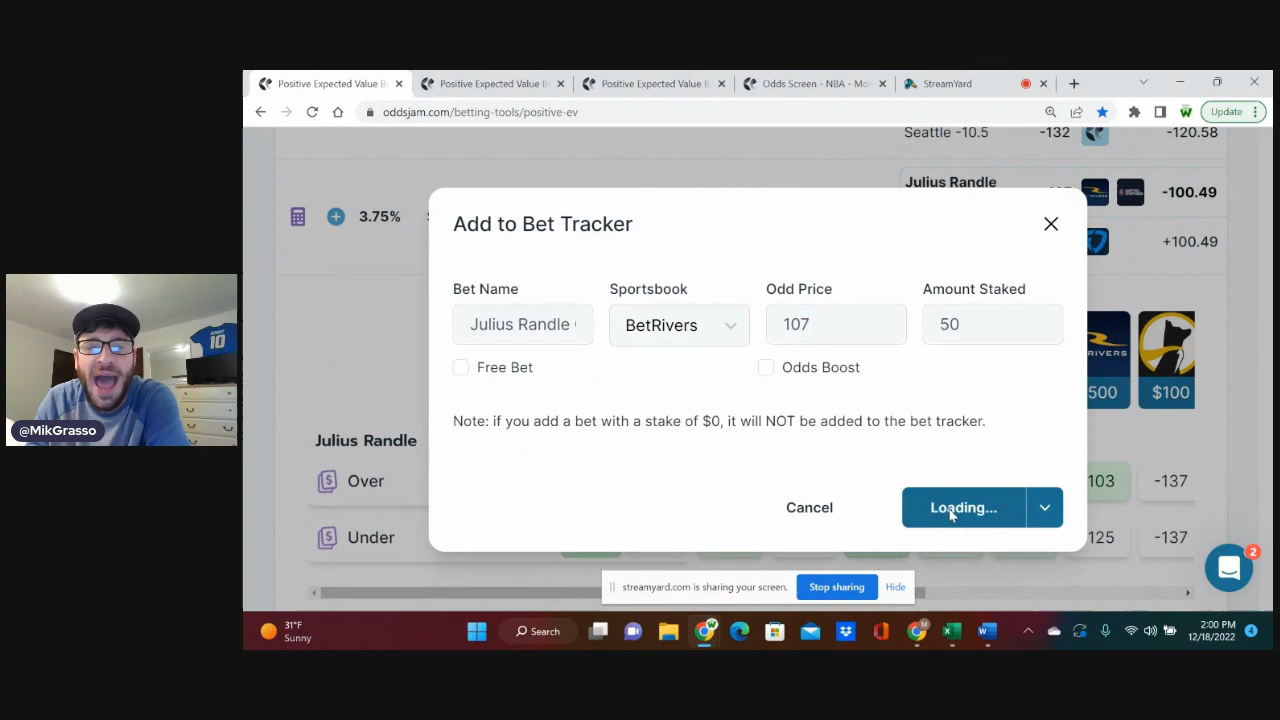 Positive Expected Value B
Positive Expected Value B
Positive Expected Value B
Odds Screen - NBA - Mo
StreamYard
oddsjam.com/betting-tools/positive-ev
Update
Seattle -10.5 -132 -120.58
Julius Randle
-100.49
3.75%
+100.49
Add to Bet Tracker
Bet Name
Sportsbook
Odd Price
Amount Staked
Julius Randle
BetRivers
107
50
Free Bet
Odds Boost
Note: if you add a bet with a stake of $0, it will NOT be added to the bet tracker.
Cancel
Loading...
RIVERS
500
$100
Julius Randle
Over
103
-137
Under
125
-137
2
streamyard.com is sharing your screen.
Stop sharing
Hide
10
@MikGrasso
31°F
Sunny
Search
2:00 PM
12/18/2022
4